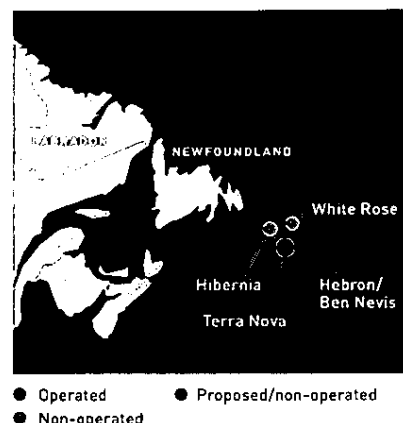 LABRADOR
NEWFOUNDLAND
White Rose
Hibernia
Hebron/
Ben Nevis
Terra Nova
Operated
Proposed/non-operated
Non-operated